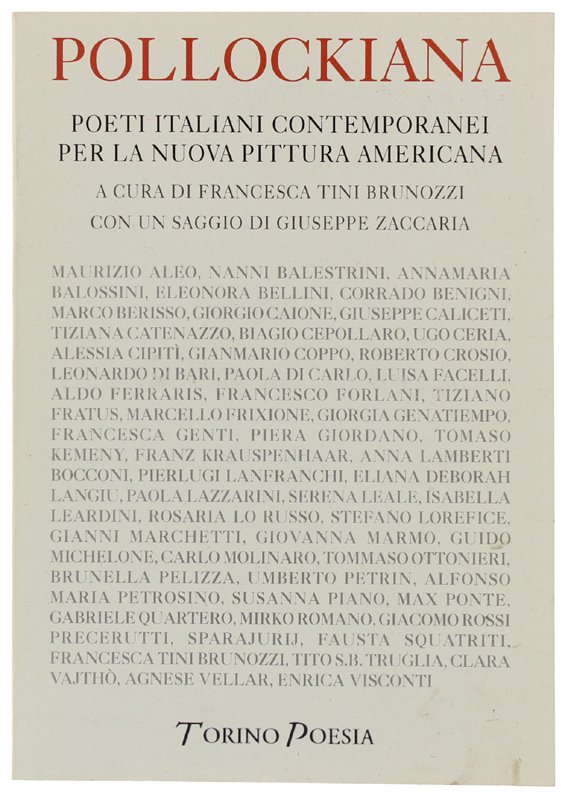 POLLOCKIANA
POETI ITALIANI CONTEMPORANEI
PER LA NUOVA PITTURA AMERICANA
A CURA DI FRANCESCA TINI BRUNOZZI
CON UN SAGGIO DI GIUSEPPE ZACCARIA
MAURIZIO ALEO, NANNI BALESTRINI, ANNAMARIA
BALOSSINI, ELEONORA BELLINI, CORRADO BENIGNI,
MARCO BERISSO, GIORGIO CAIONE, GIUSEPPE CALICETI,
TIZIANA CATENAZZO, BIAGIO CEPOLLARO, UGO CERIA,
ALESSIA CIPITÌ, GIANMARIO COPPO, ROBERTO CROSIO,
LEONARDO DI BARI, PAOLA DI CARLO, LUISA FACELLI,
ALDO FERRARIS, FRANCESCO FORLANI, TIZIANO
FRATUS, MARCELLO FRIXIONE, GIORGIA GENATIEMPO,
FRANCESCA GENTI, PIERA GIORDANO, TOMASO
KEMENY, FRANZ KRAUSPENHAAR, ANNA LAMBERTI
BOCCONI, PIERLUGI LANFRANCHI, ELIANA DEBORAH
LANGIU, PAOLA LAZZARINI, SERENA LEALE, ISABELLA
LEARDINI, ROSARIA LO RUSSO, STEFANO LOREFICE,
GIANNI MARCHETTI, GIOVANNA MARMO, GUIDO
MICHELONE, CARLO MOLINARO, TOMMASO OTTONIERI,
BRUNELLA PELIZZA, UMBERTO PETRIN, ALFONSO
MARIA PETROSINO, SUSANNA PIANO, MAX PONTE,
GABRIELE QUARTERO, MIRKO ROMANO, GIACOMO ROSSI
PRECERUTTI, SPARAJURIJ, FAUSTA SQUATRITI,
FRANCESCA TINI BRUNOZZI, TITO S.B. TRUGLIA, CLARA
VAJTHÒ, AGNESE VELLAR, ENRICA VISCONTI
TORINO POESIA